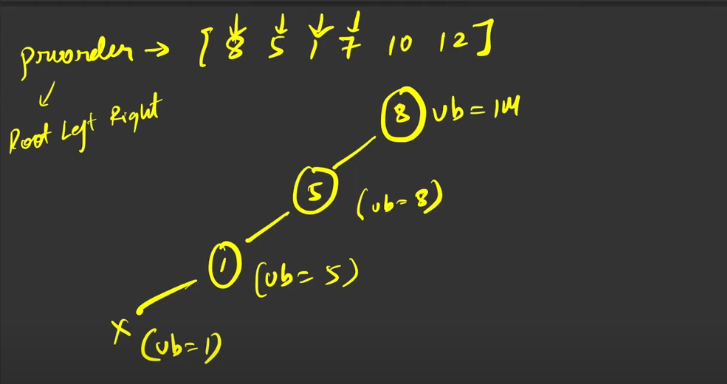 preorder → [ 8 5 1 7 10 12 ]
Root Left Right
8 ub = IM
5 (ub = 8)
1 (ub = 5)
X (ub = 1)